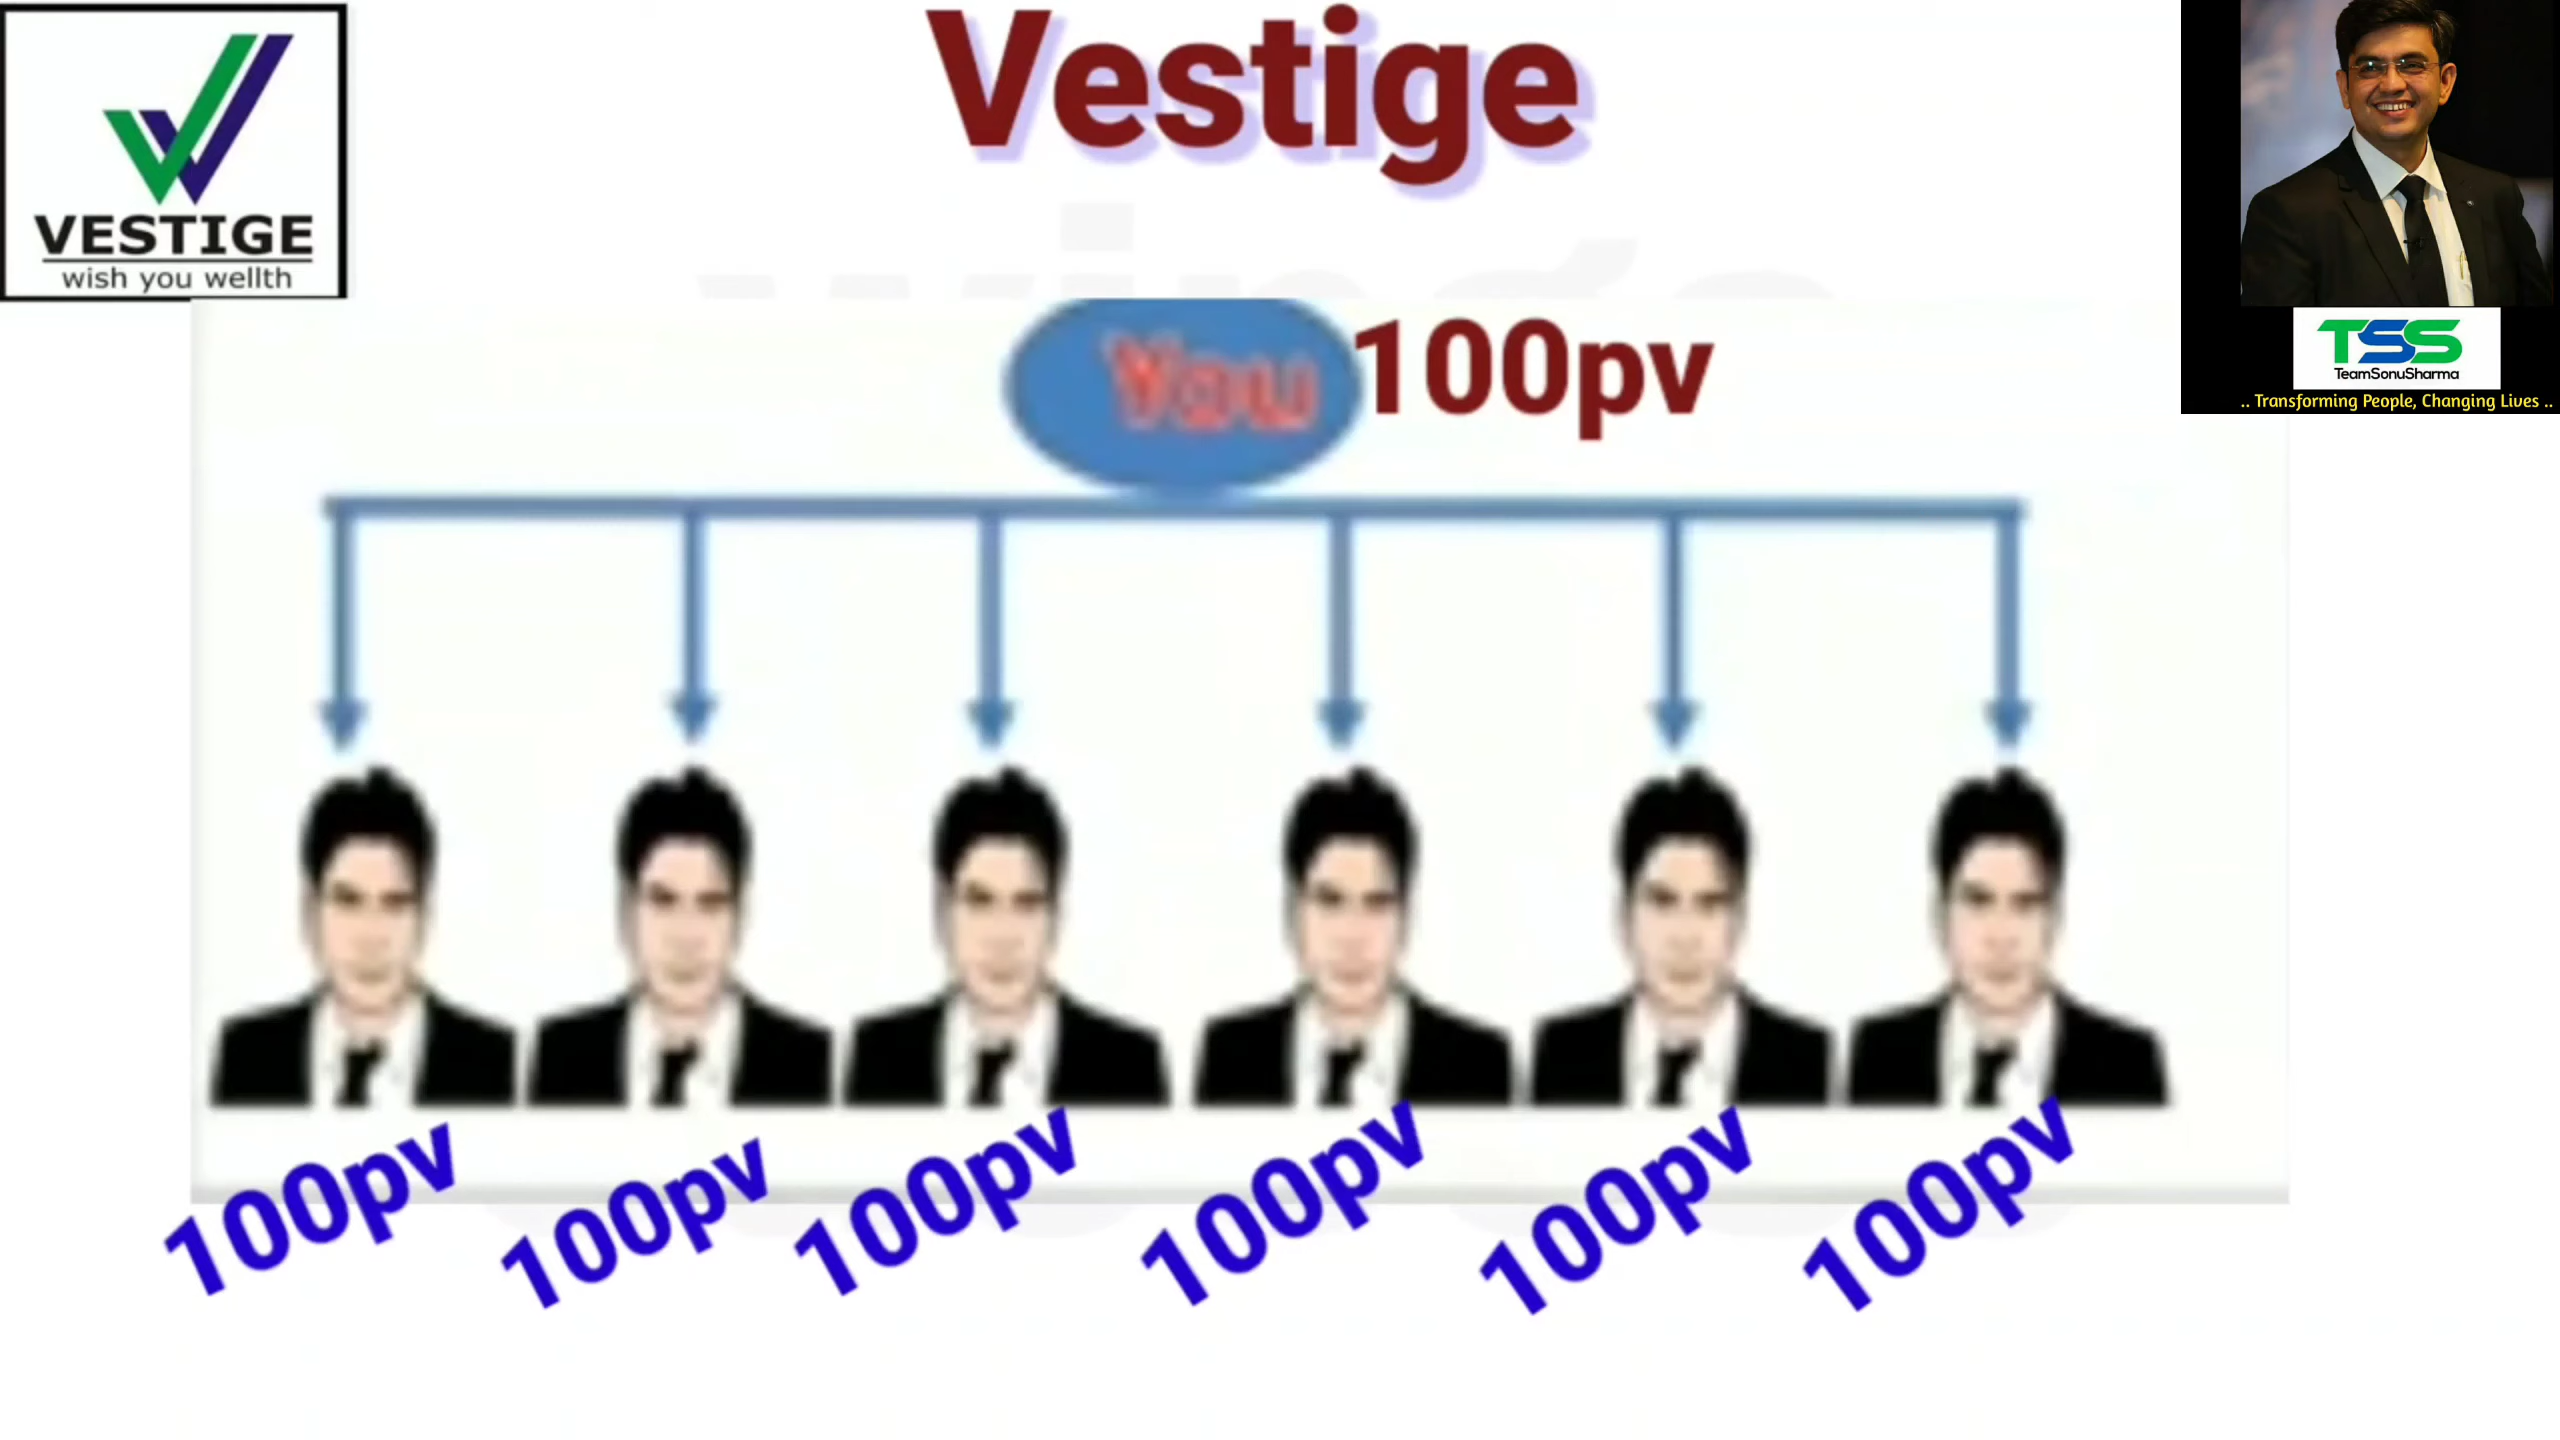 VESTIGE
wish you wellth
Vestige
TSS
TeamSonuSharma
.. Transforming People, Changing Lives ..
You 100pv
100pv 100pv 100pv 100pv 100pv 100pv